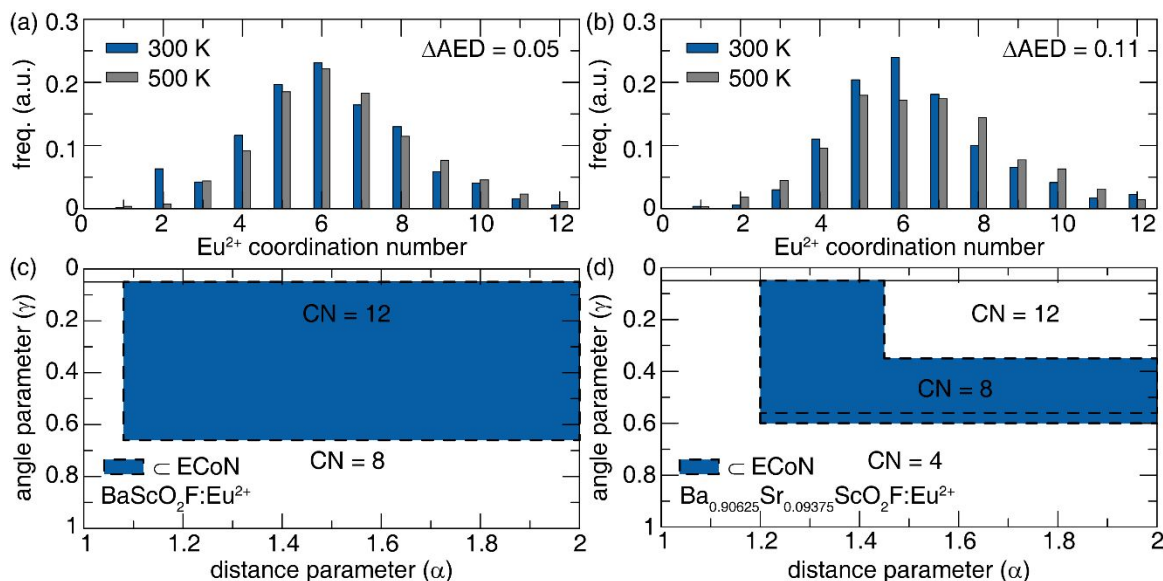 (a)
0.3
0.2
0.1
0
freq. (a.u.)
300 K
500 K
ΔAED = 0.05
2 4 6 8 10 12
Eu²⁺ coordination number
(b)
0.3
0.2
0.1
0
freq. (a.u.)
300 K
500 K
ΔAED = 0.11
2 4 6 8 10 12
Eu²⁺ coordination number
(c)
0
0.2
0.4
0.6
0.8
1
angle parameter (γ)
CN = 12
CN = 8
⊂ ECoN
BaScO₂F:Eu²⁺
1 1.2 1.4 1.6 1.8 2
distance parameter (α)
(d)
0
0.2
0.4
0.6
0.8
1
angle parameter (γ)
CN = 12
CN = 8
CN = 4
⊂ ECoN
Ba₀.₉₀₆₂₅Sr₀.₀₉₃₇₅ScO₂F:Eu²⁺
1 1.2 1.4 1.6 1.8 2
distance parameter (α)